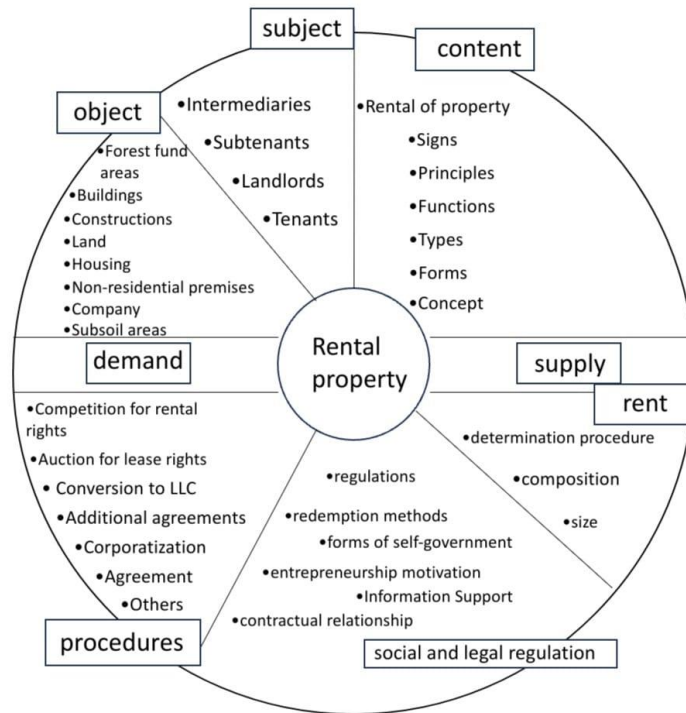 subject
content
object
•Intermediaries
•Subtenants
•Landlords
•Tenants
•Rental of property
•Signs
•Principles
•Functions
•Types
•Forms
•Concept
•Forest fund
areas
•Buildings
•Constructions
•Land
•Housing
•Non-residential premises
•Company
•Subsoil areas
Rental
property
demand
supply
rent
•Competition for rental
rights
•Auction for lease rights
• Conversion to LLC
•Additional agreements
•Corporatization
•Agreement
•Others
procedures
•regulations
•redemption methods
•forms of self-government
•entrepreneurship motivation
•Information Support
•contractual relationship
•determination procedure
•composition
•size
social and legal regulation